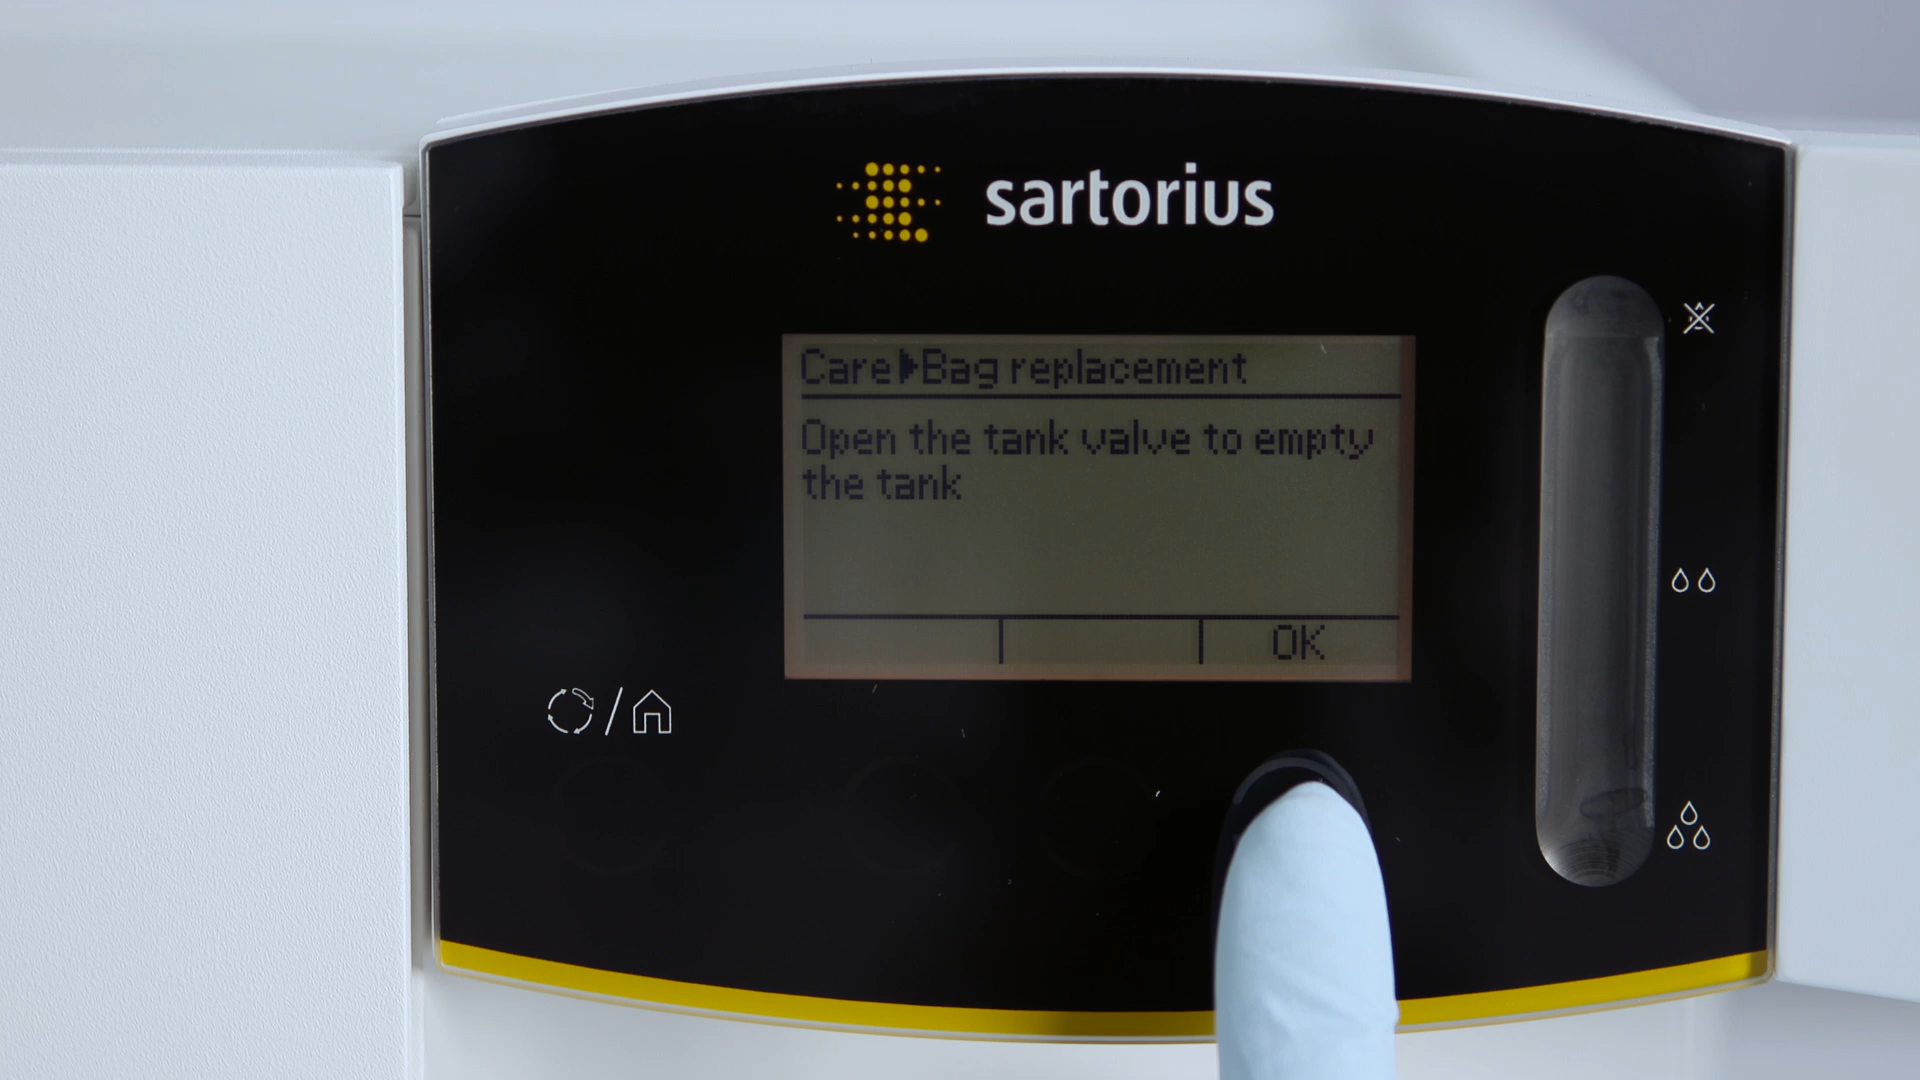 sartorius
Care▶Bag replacement
Open the tank valve to empty
the tank
OK
/